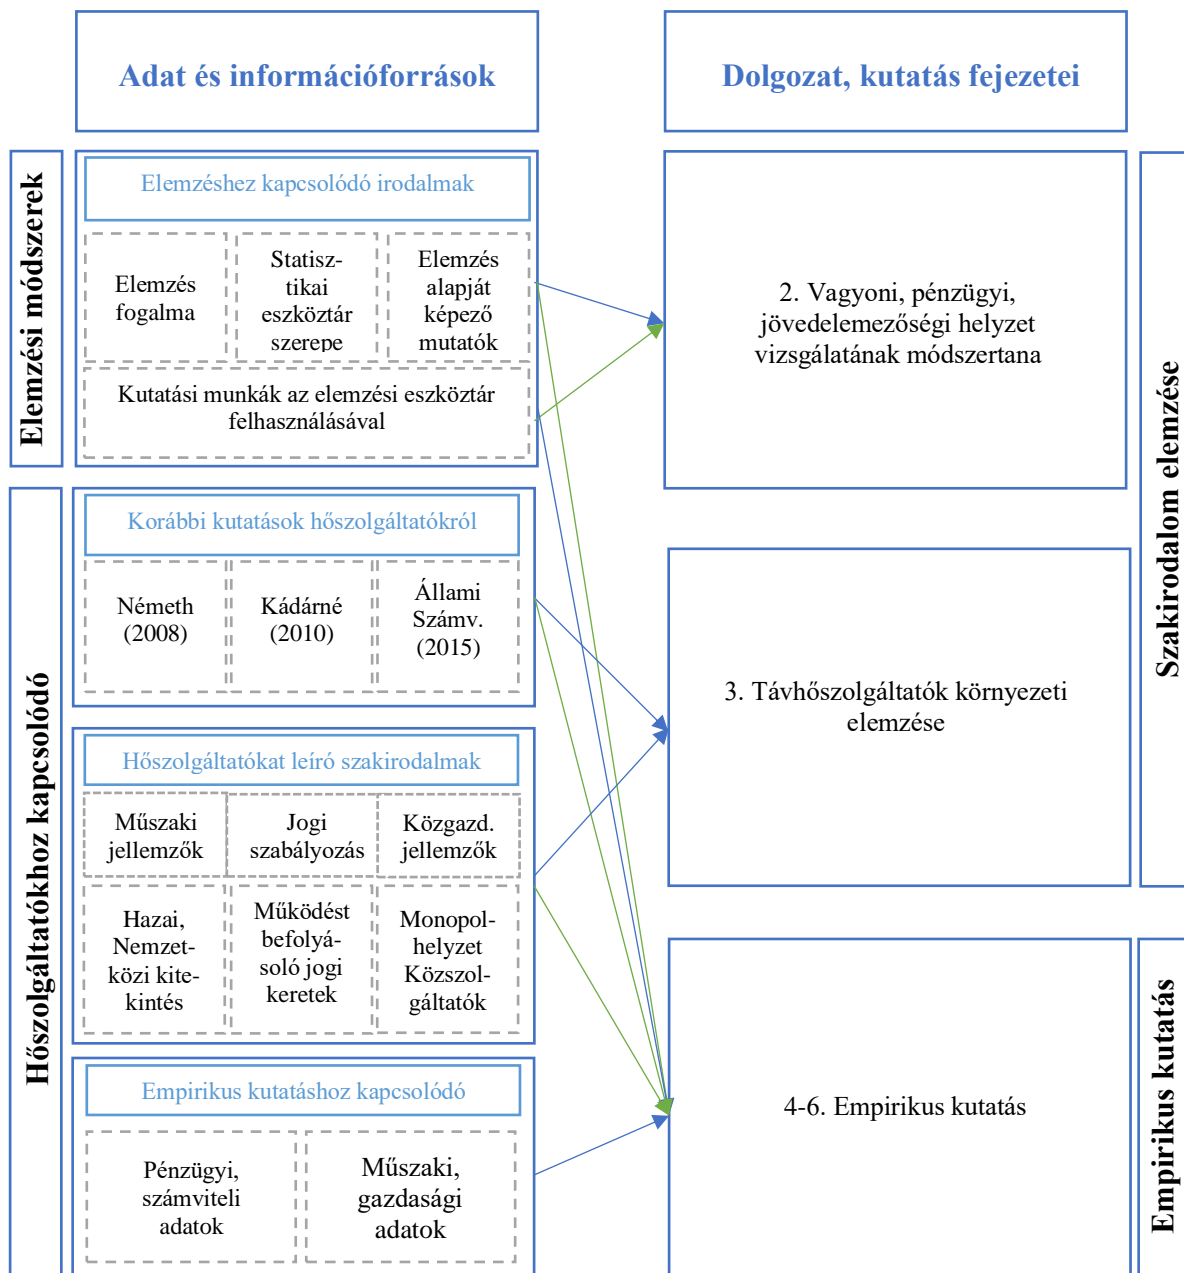 Adat és információforrások
Dolgozat, kutatás fejezetei
Elemzési módszerek
Elemzéshez kapcsolódó irodalmak
Elemzés
fogalma
Statisz-
tikai
eszköztár
szerepe
Elemzés
alapját
képező
mutatók
Kutatási munkák az elemzési eszköztár
felhasználásával
2. Vagyoni, pénzügyi,
jövedelemezőségi helyzet
vizsgálatának módszertana
Szakirodalom elemzése
Hőszolgáltatókhoz kapcsolódó
Korábbi kutatások hőszolgáltatókról
Németh
(2008)
Kádárné
(2010)
Állami
Számv.
(2015)
3. Távhőszolgáltatók környezeti
elemzése
Hőszolgáltatókat leíró szakirodalmak
Műszaki
jellemzők
Jogi
szabályozás
Közgazd.
jellemzők
Hazai,
Nemzet-
közi kite-
kintés
Működést
befolyá-
soló jogi
keretek
Monopol-
helyzet
Közszol-
gáltatók
Empirikus kutatáshoz kapcsolódó
Pénzügyi,
számviteli
adatok
Műszaki,
gazdasági
adatok
4-6. Empirikus kutatás
Empirikus kutatás